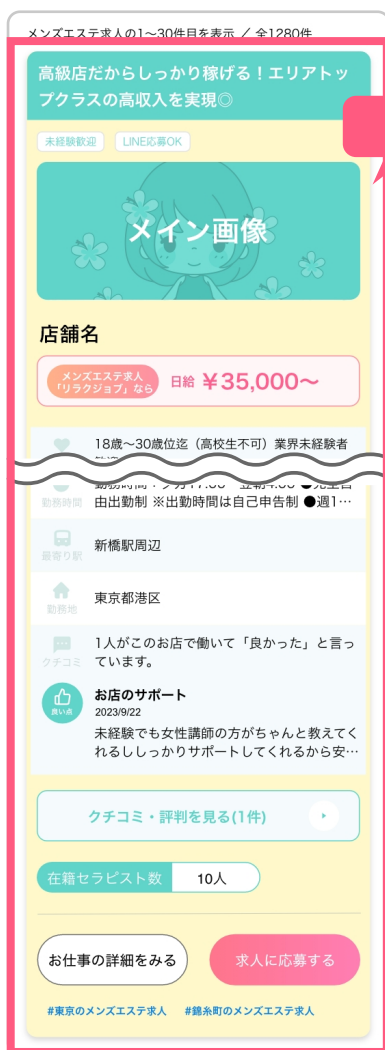 メンズエステ求人の1〜30件目を表示 ／ 全1280件
高級店だからしっかり稼げる！エリアトッ
プクラスの高収入を実現◎
未経験歓迎 LINE応募OK
メイン画像
店舗名
メンズエステ求人
「リラクジョブ」なら
日給 ￥35,000〜
18歳〜30歳位迄（高校生不可）業界未経験者
勤務時間
由出勤制 ※出勤時間は自己申告制 ●週1…
最寄り駅
新橋駅周辺
勤務地
東京都港区
クチコミ
1人がこのお店で働いて「良かった」と言っ
ています。
良い点
お店のサポート
2023/9/22
未経験でも女性講師の方がちゃんと教えてく
れるししっかりサポートしてくれるから安…
クチコミ・評判を見る(1件)
在籍セラピスト数 10人
お仕事の詳細をみる 求人に応募する
#東京のメンズエステ求人 #錦糸町のメンズエステ求人